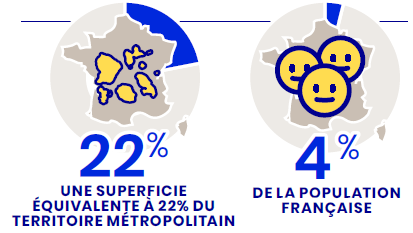 22%
UNE SUPERFICIE
ÉQUIVALENTE À 22% DU
TERRITOIRE MÉTROPOLITAIN
4%
DE LA POPULATION
FRANÇAISE